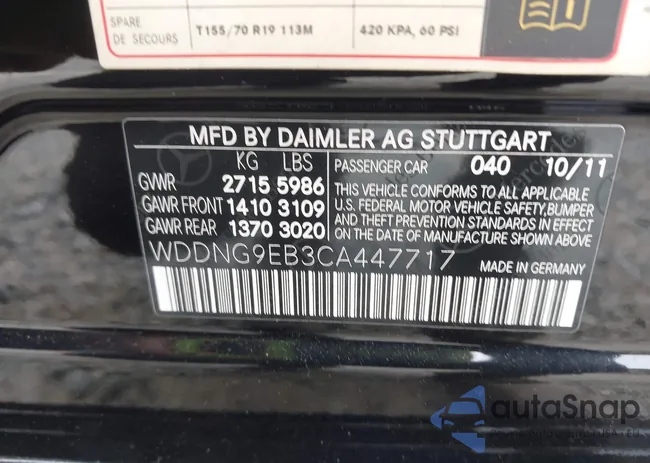 SPARE
DE SECOURS
T155/70 R19 113M
420 KPA, 60 PSI
MFD BY DAIMLER AG STUTTGART
KG LBS
GWR 2715 5986
GAWR FRONT 1410 3109
GAWR REAR 1370 3020
PASSENGER CAR 040 10/11
THIS VEHICLE CONFORMS TO ALL APPLICABLE
U.S. FEDERAL MOTOR VEHICLE SAFETY, BUMPER
AND THEFT PREVENTION STANDARDS IN EFFECT
ON THE DATE OF MANUFACTURE SHOWN ABOVE.
WDDNG9EB3CA447717
MADE IN GERMANY
autoSnap